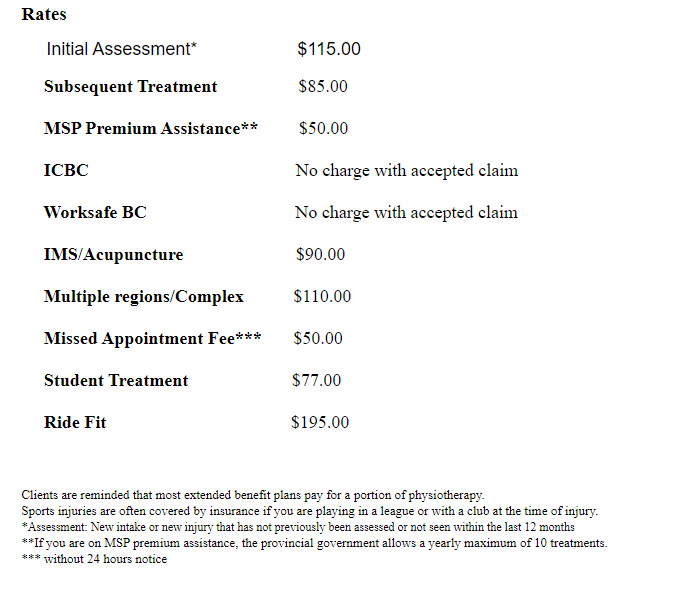 Rates
Initial Assessment* $115.00
Subsequent Treatment $85.00
MSP Premium Assistance** $50.00
ICBC No charge with accepted claim
Worksafe BC No charge with accepted claim
IMS/Acupuncture $90.00
Multiple regions/Complex $110.00
Missed Appointment Fee*** $50.00
Student Treatment $77.00
Ride Fit $195.00
Clients are reminded that most extended benefit plans pay for a portion of physiotherapy.
Sports injuries are often covered by insurance if you are playing in a league or with a club at the time of injury.
*Assessment: New intake or new injury that has not previously been assessed or not seen within the last 12 months
**If you are on MSP premium assistance, the provincial government allows a yearly maximum of 10 treatments.
*** without 24 hours notice